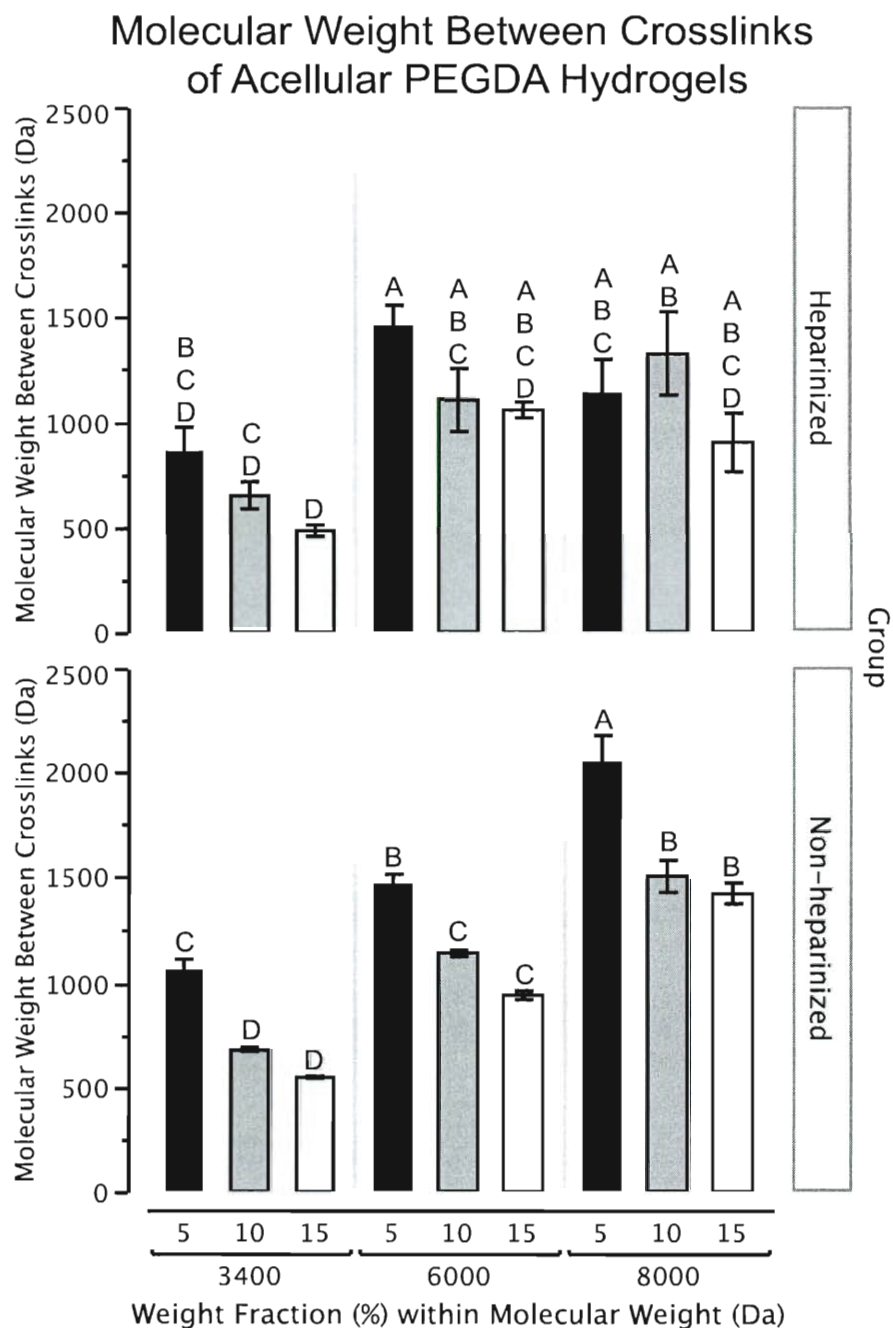 Molecular Weight Between Crosslinks
of Acellular PEGDA Hydrogels
Molecular Weight Between Crosslinks (Da)
2500
2000
1500
1000
500
0
B
C
D
C
D
D
A
A
B
C
A
B
C
D
A
B
C
A
B
A
B
C
D
Heparinized
Group
Molecular Weight Between Crosslinks (Da)
2500
2000
1500
1000
500
0
C
D
D
B
C
C
A
B
B
Non-heparinized
5 10 15 5 10 15 5 10 15
3400 6000 8000
Weight Fraction (%) within Molecular Weight (Da)